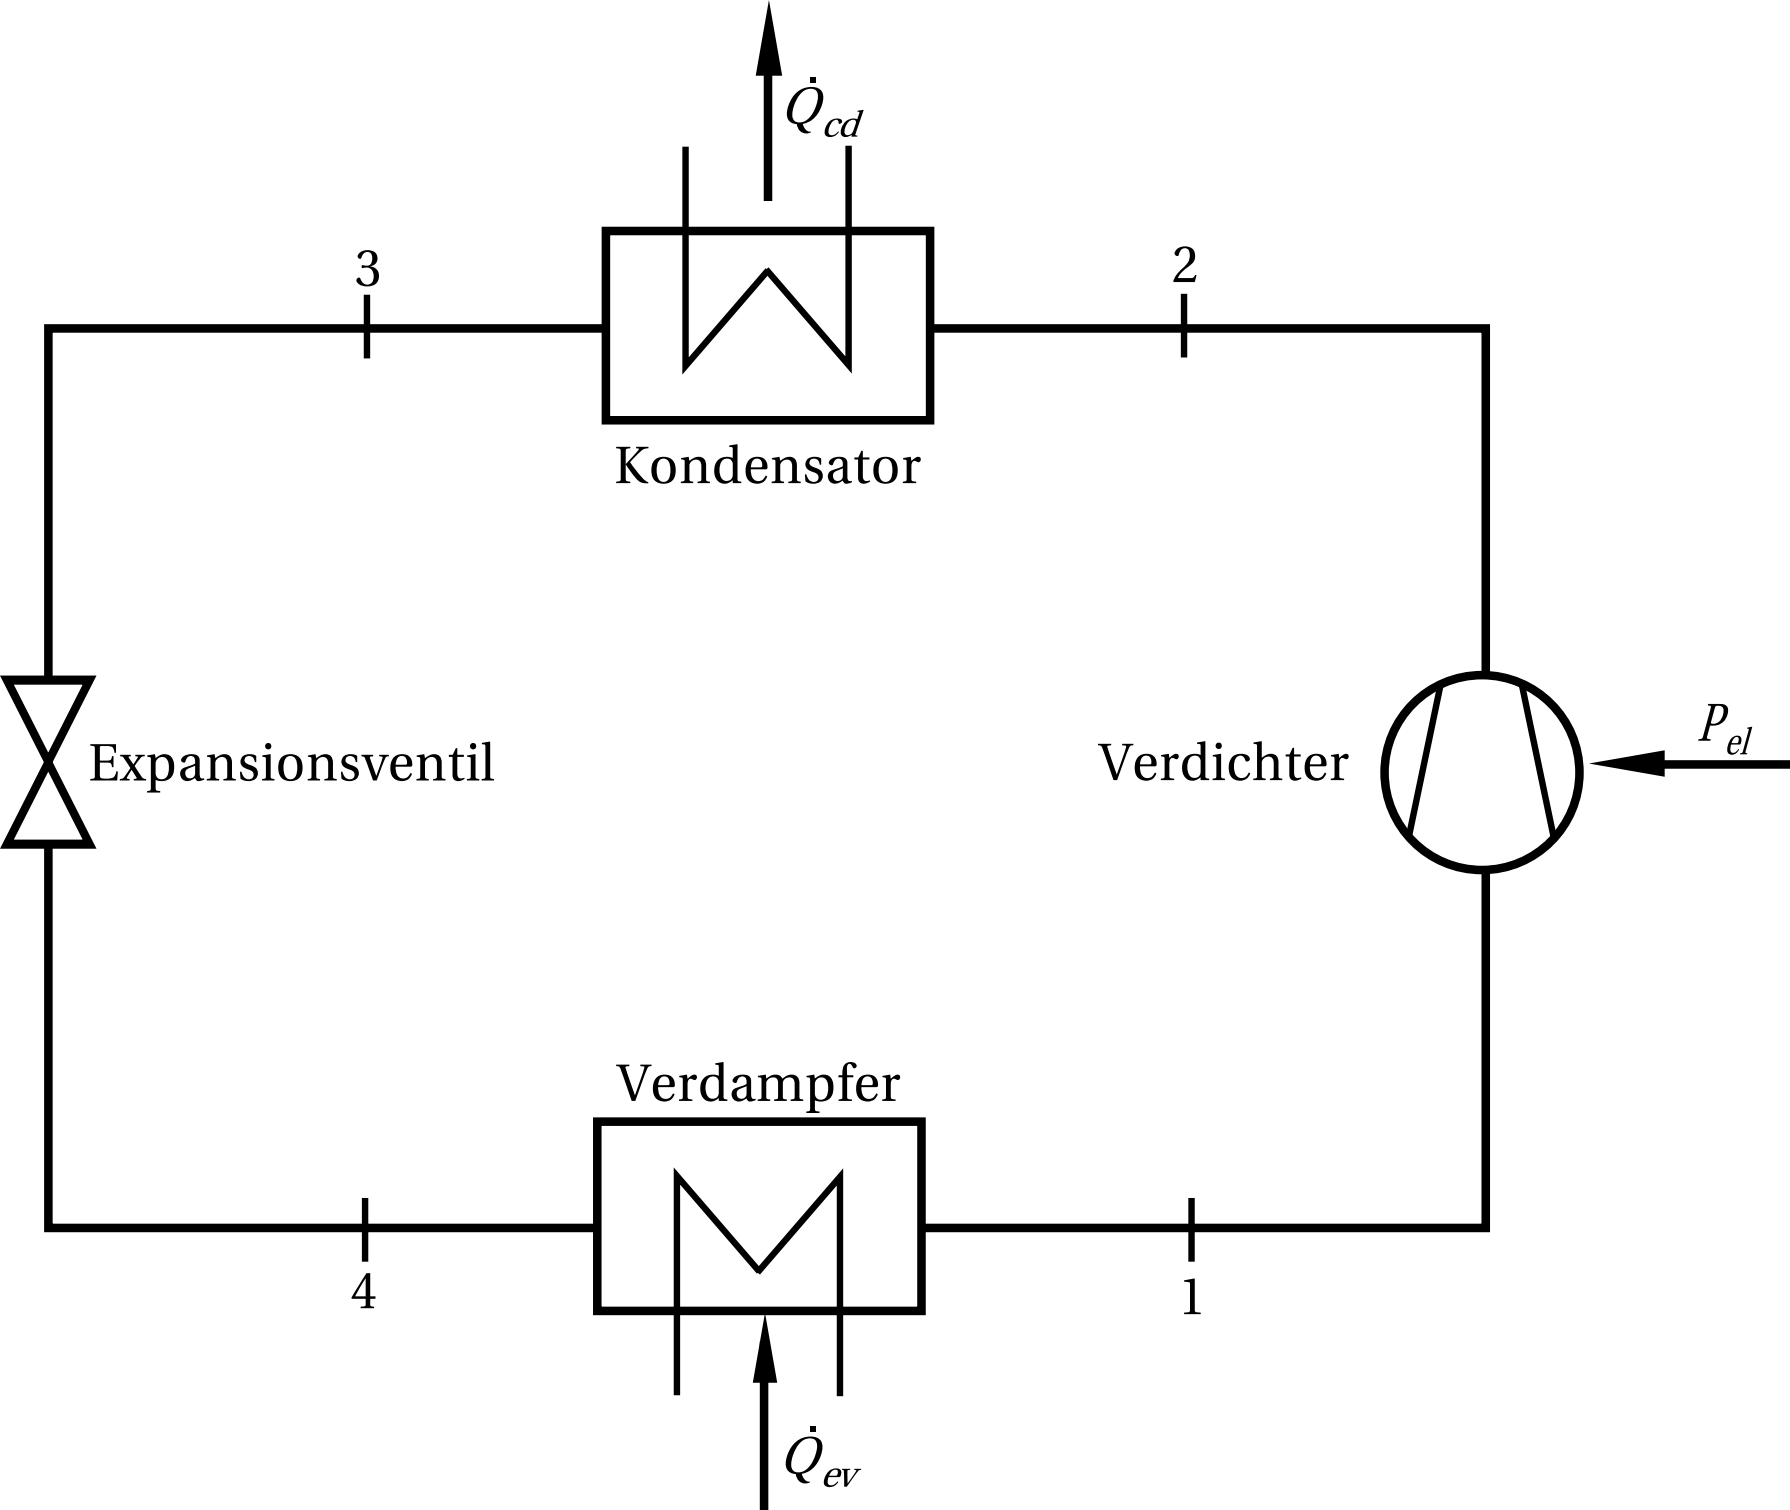 Q̇cd
3
2
Kondensator
Expansionsventil
Verdichter
Pel
Verdampfer
4
1
Q̇ev